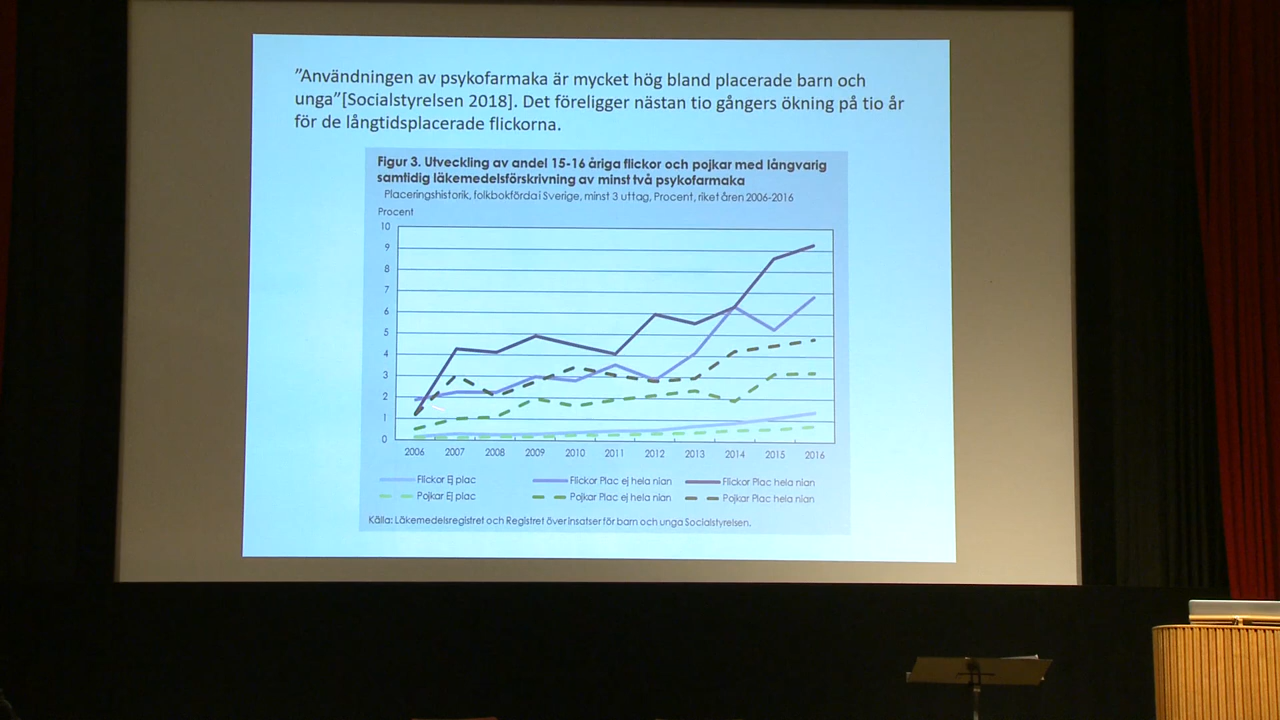 ”Användningen av psykofarmaka är mycket hög bland placerade barn och
unga”[Socialstyrelsen 2018]. Det föreligger nästan tio gångers ökning på tio år
för de långtidsplacerade flickorna.
Figur 3. Utveckling av andel 15-16 åriga flickor och pojkar med långvarig
samtidig läkemedelsförskrivning av minst två psykofarmaka
Placeringshistorik, folkbokförda i Sverige, minst 3 uttag, Procent, riket åren 2006-2016
Procent
10
9
8
7
6
5
4
3
2
1
0
2006 2007 2008 2009 2010 2011 2012 2013 2014 2015 2016
Flickor Ej plac Flickor Plac ej hela nian Flickor Plac hela nian
Pojkar Ej plac Pojkar Plac ej hela nian Pojkar Plac hela nian
Källa: Läkemedelsregistret och Registret över insatser för barn och unga Socialstyrelsen.